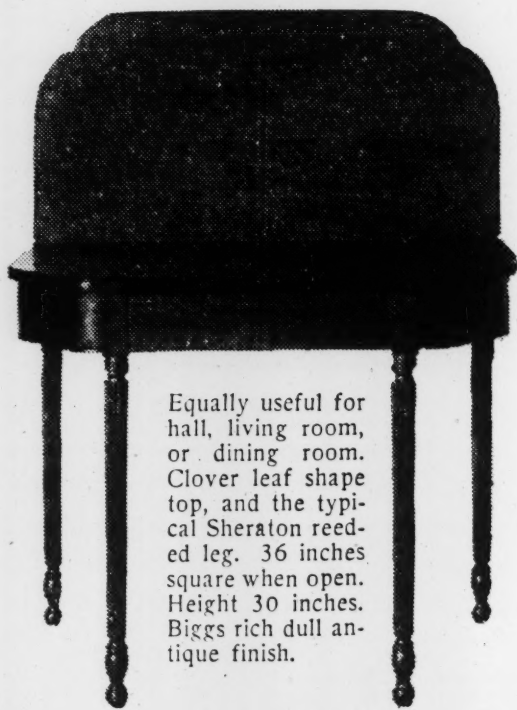 Equally useful for
hall, living room,
or dining room.
Clover leaf shape
top, and the typi-
cal Sheraton reed-
ed leg. 36 inches
square when open.
Height 30 inches.
Biggs rich dull an-
tique finish.